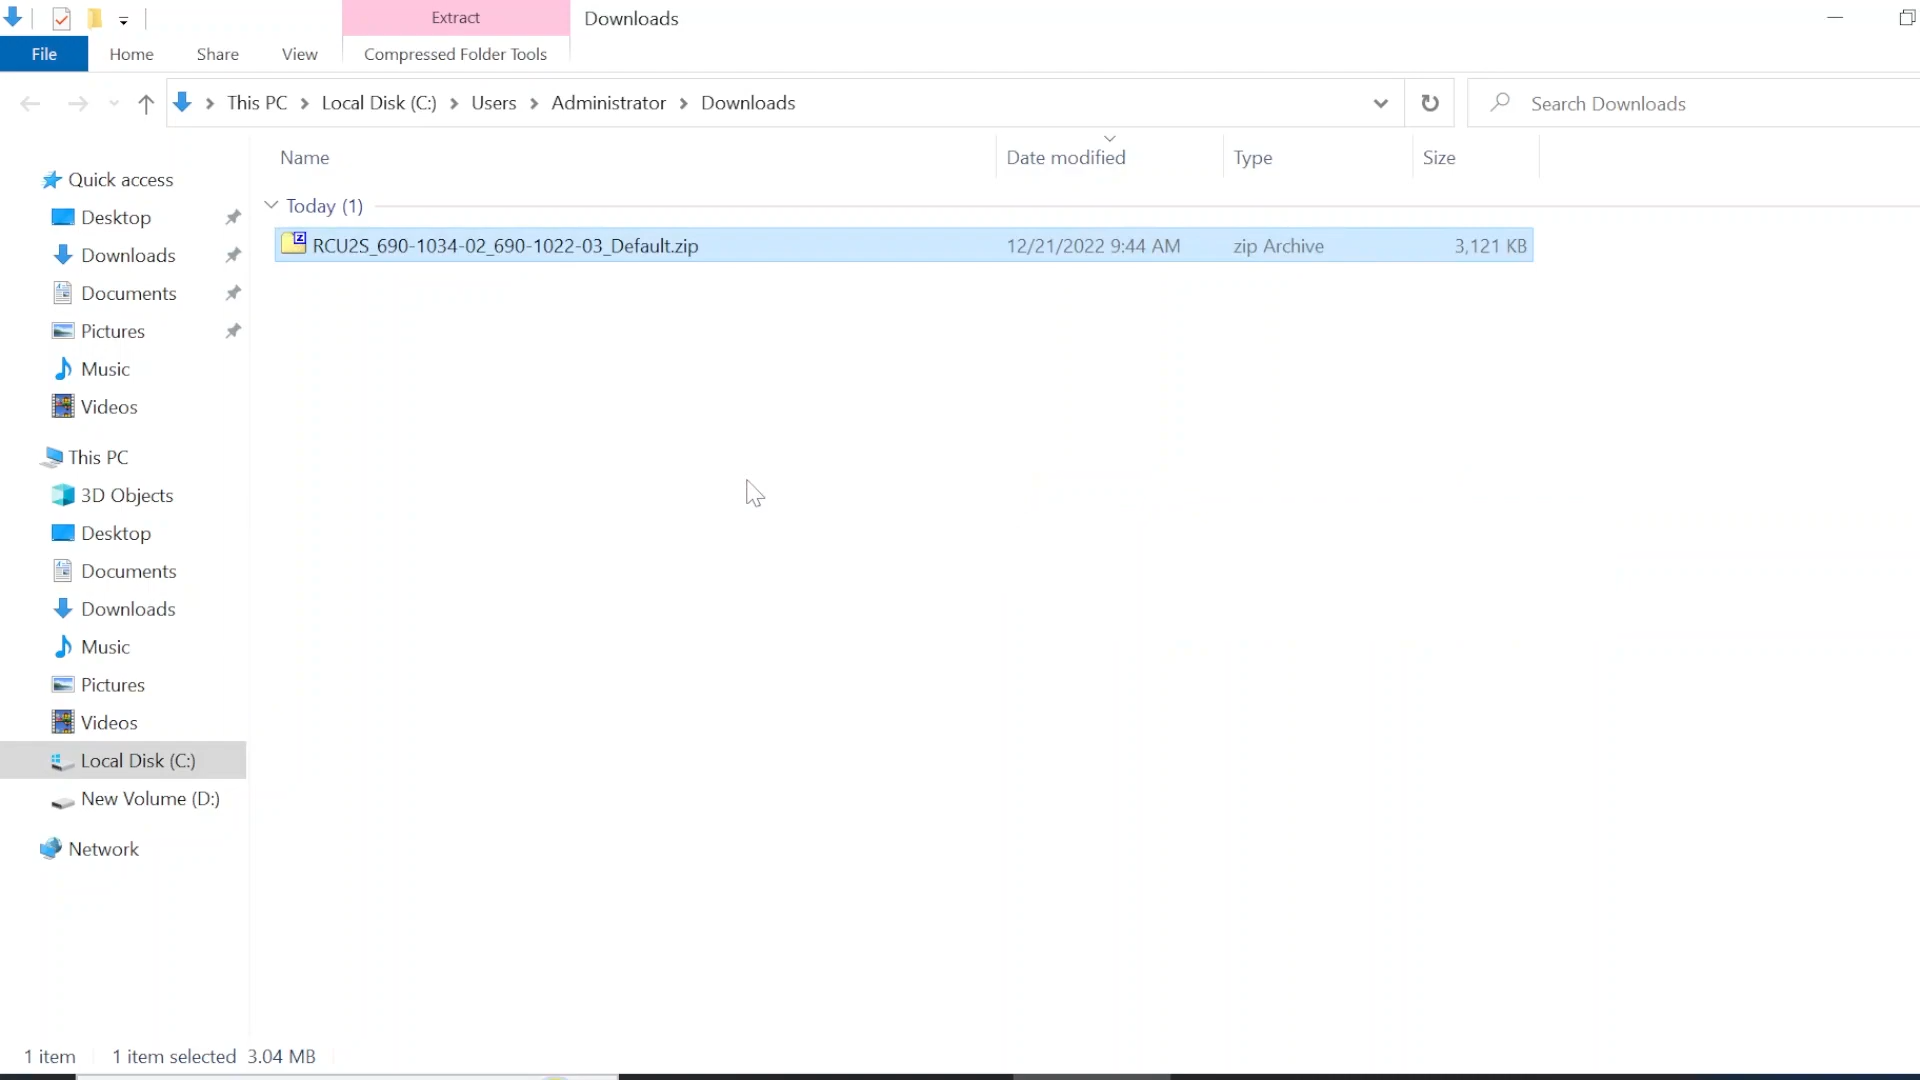 Extract
Downloads
File
Home
Share
View
Compressed Folder Tools
This PC
Local Disk (C:)
Users
Administrator
Downloads
Search Downloads
Name
Date modified
Type
Size
Quick access
Desktop
Downloads
Documents
Pictures
Music
Videos
This PC
3D Objects
Desktop
Documents
Downloads
Music
Pictures
Videos
Local Disk (C:)
New Volume (D:)
Network
Today (1)
RCU2S_690-1034-02_690-1022-03_Default.zip 12/21/2022 9:44 AM zip Archive 3,121 KB
1 item
1 item selected 3.04 MB